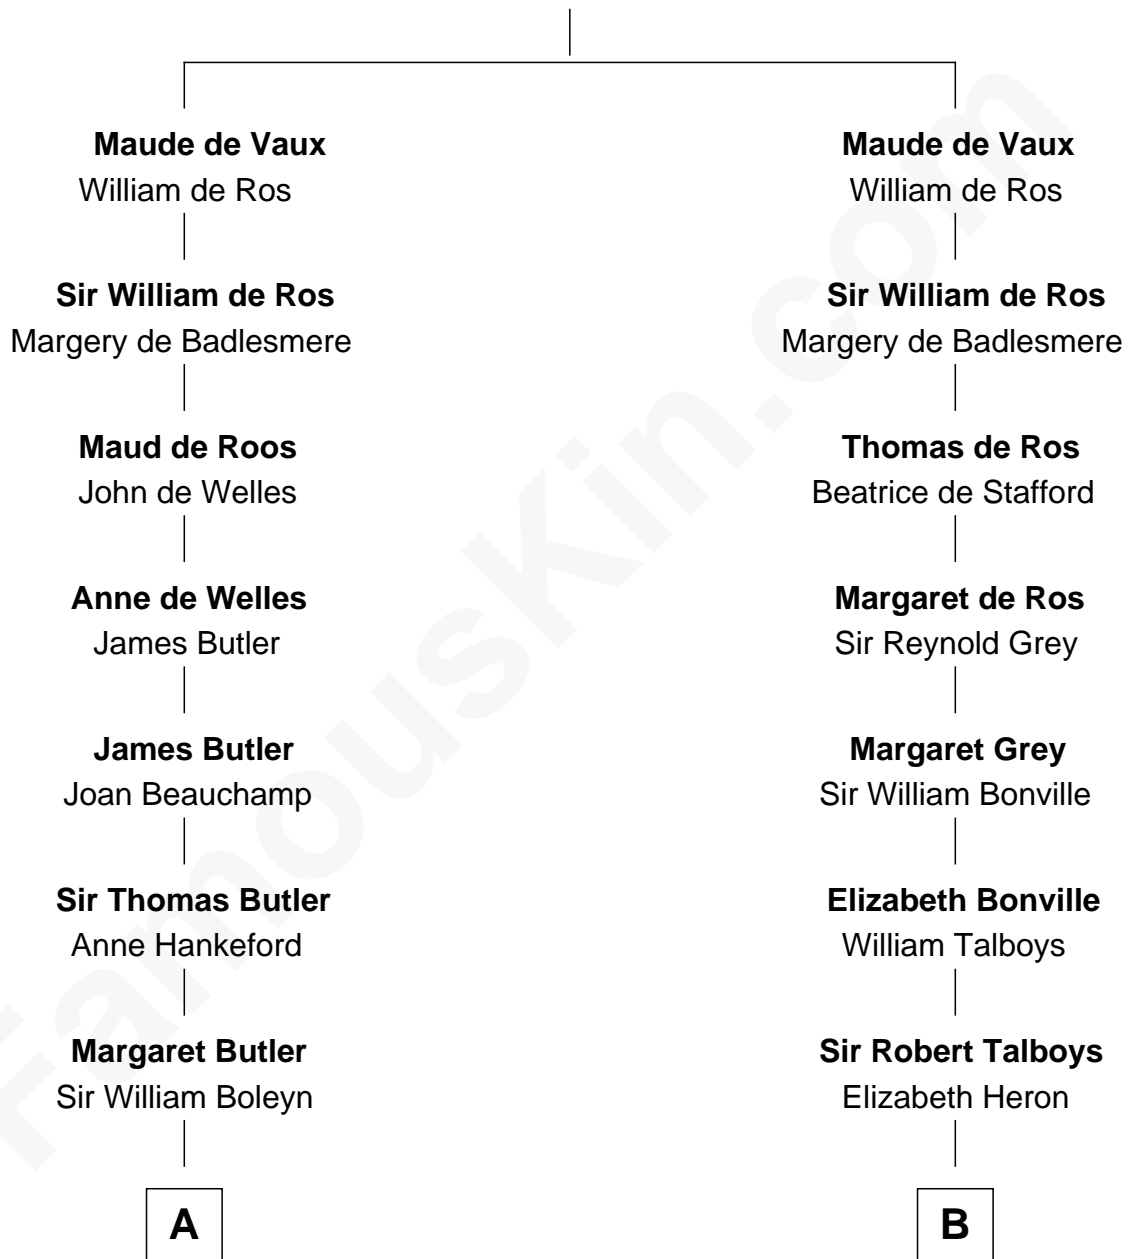 Maude de Vaux
William de Ros
Sir William de Ros
Margery de Badlesmere
Maud de Roos
John de Welles
Anne de Welles
James Butler
James Butler
Joan Beauchamp
Sir Thomas Butler
Anne Hankeford
Margaret Butler
Sir William Boleyn
A
Maude de Vaux
William de Ros
Sir William de Ros
Margery de Badlesmere
Thomas de Ros
Beatrice de Stafford
Margaret de Ros
Sir Reynold Grey
Margaret Grey
Sir William Bonville
Elizabeth Bonville
William Talboys
Sir Robert Talboys
Elizabeth Heron
B
FamousKin.com